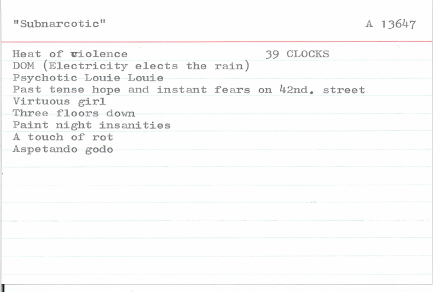 "Subnarcotic" A 13647
Heat of violence 39 CLOCKS
DOM (Electricity elects the rain)
Psychotic Louie Louie
Past tense hope and instant fears on 42nd. street
Virtuous girl
Three floors down
Paint night insanities
A touch of rot
Aspetando godo